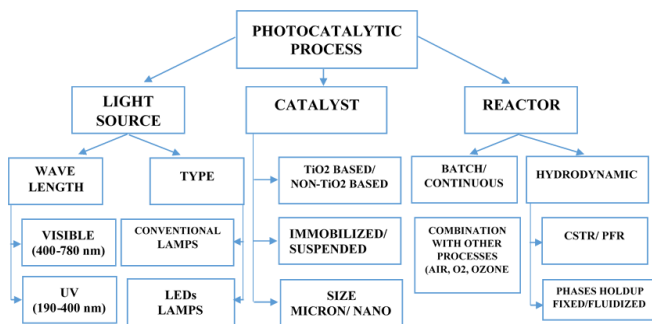 PHOTOCATALYTIC
PROCESS
LIGHT
SOURCE
CATALYST
REACTOR
WAVE
LENGTH
TYPE
TiO2 BASED/
NON-TiO2 BASED
BATCH/
CONTINUOUS
HYDRODYNAMIC
VISIBLE
(400-780 nm)
CONVENTIONAL
LAMPS
IMMOBILIZED/
SUSPENDED
COMBINATION
WITH OTHER
PROCESSES
(AIR, O2, OZONE
CSTR/ PFR
UV
(190-400 nm)
LEDs
LAMPS
SIZE
MICRON/ NANO
PHASES HOLDUP
FIXED/FLUIDIZED